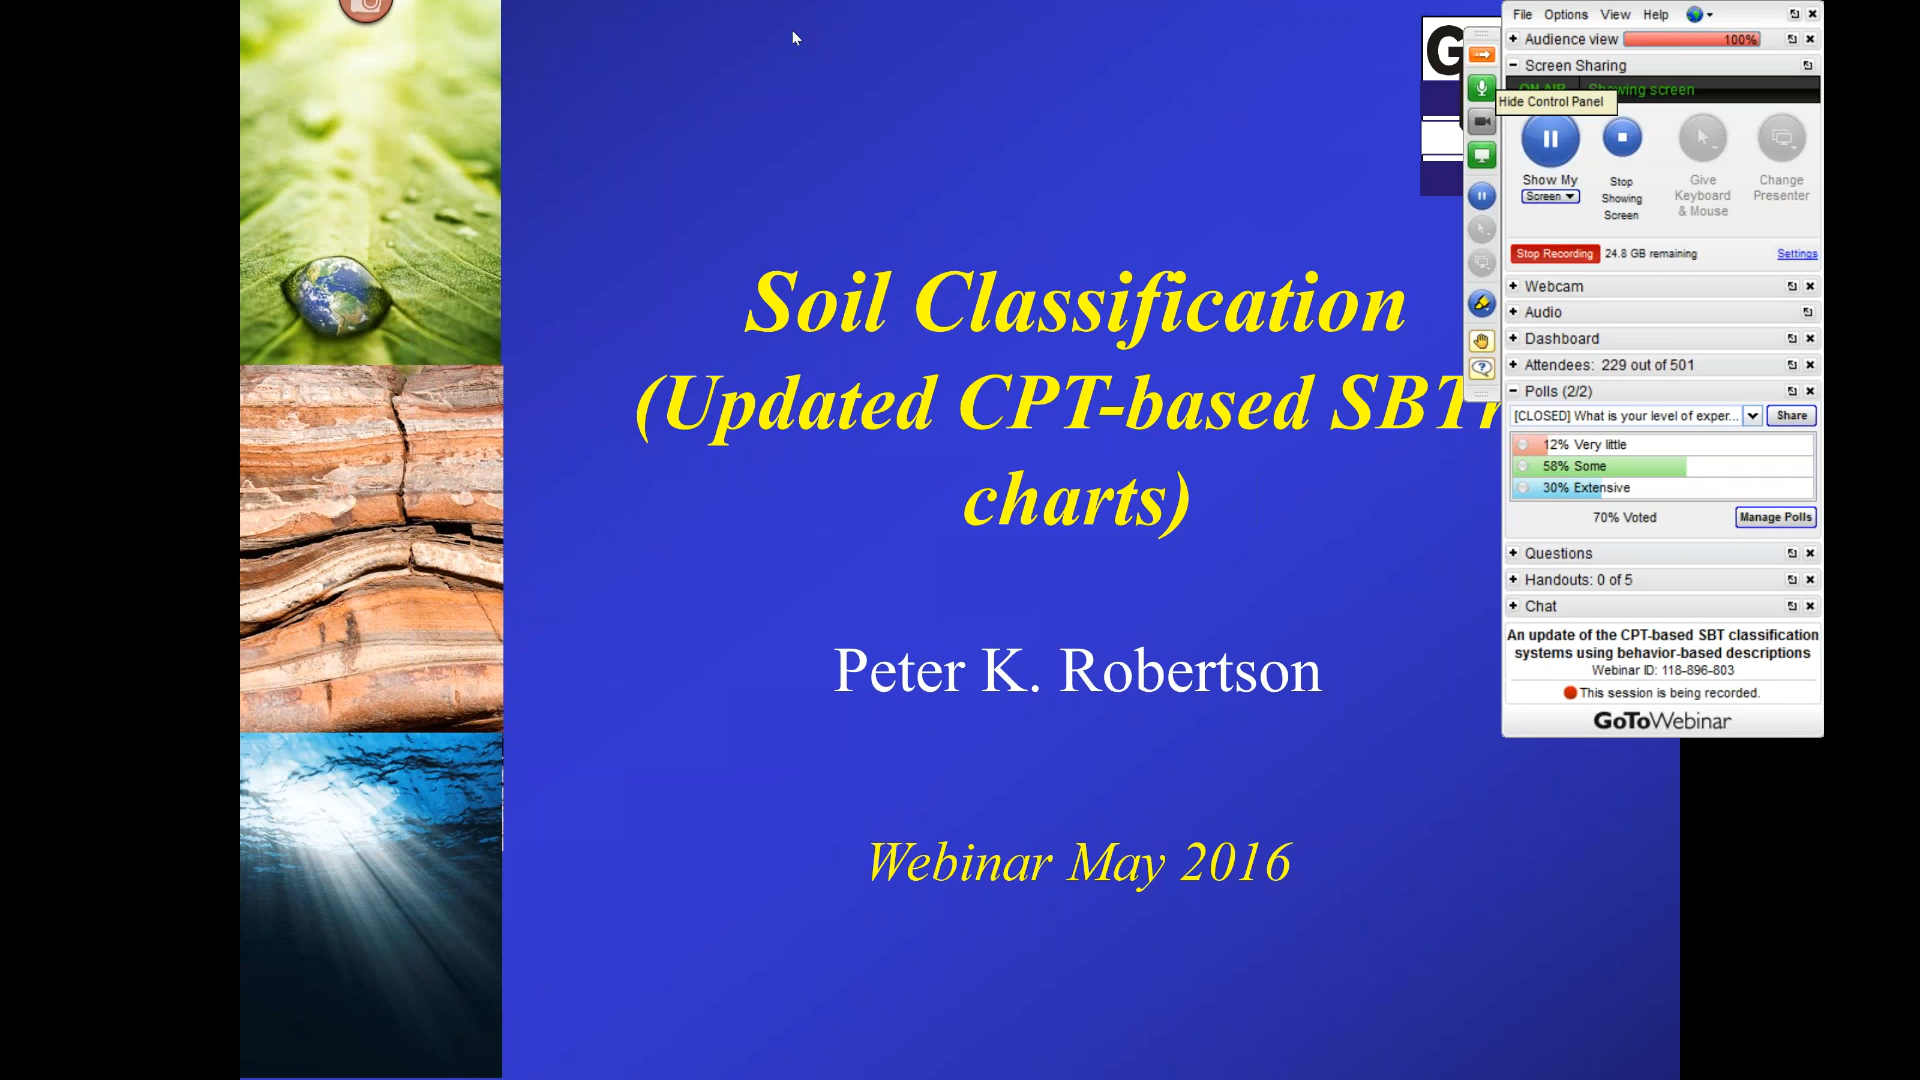 Soil Classification
(Updated CPT-based SBT
charts)
Peter K. Robertson
Webinar May 2016
G
File Options View Help
Audience view 100%
Screen Sharing
ON AIR Showing screen
Hide Control Panel
Show My
Screen
Stop
Showing
Screen
Give
Keyboard
& Mouse
Change
Presenter
Stop Recording 24.8 GB remaining Settings
Webcam
Audio
Dashboard
Attendees: 229 out of 501
Polls (2/2)
[CLOSED] What is your level of exper... Share
12% Very little
58% Some
30% Extensive
70% Voted Manage Polls
Questions
Handouts: 0 of 5
Chat
An update of the CPT-based SBT classification
systems using behavior-based descriptions
Webinar ID: 118-896-803
This session is being recorded.
GoToWebinar